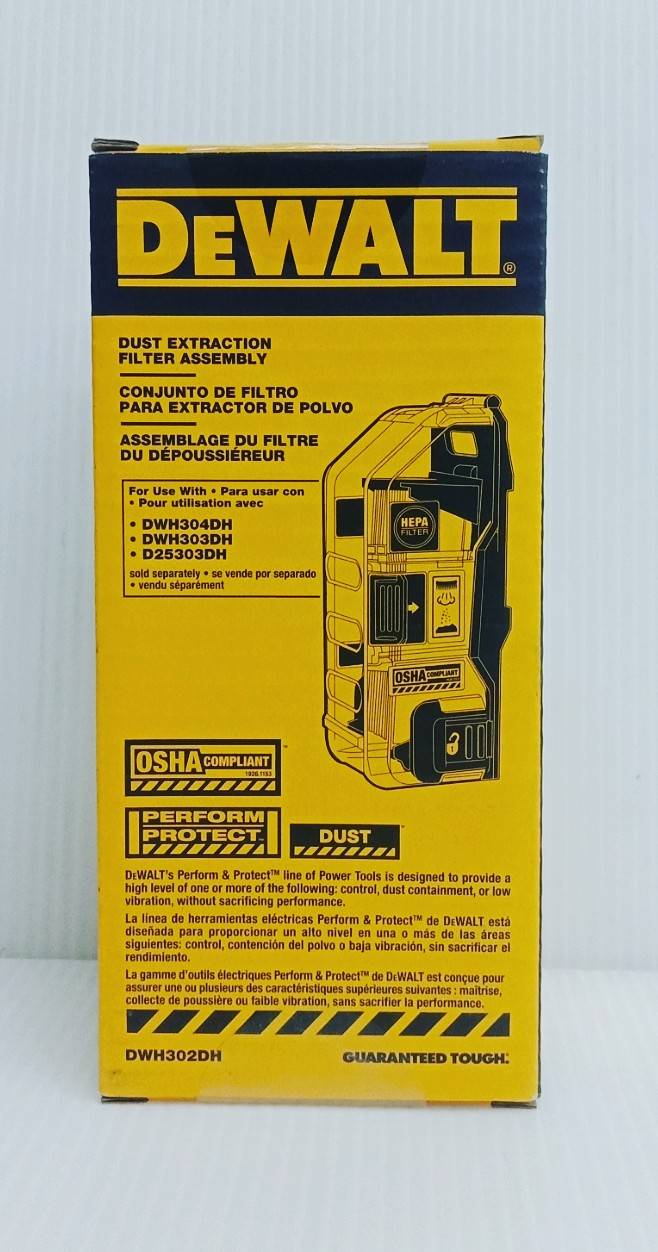 DEWALT®
DUST EXTRACTION
FILTER ASSEMBLY
CONJUNTO DE FILTRO
PARA EXTRACTOR DE POLVO
ASSEMBLAGE DU FILTRE
DU DÉPOUSSIÉREUR
For Use With • Para usar con
• Pour utilisation avec
• DWH304DH
• DWH303DH
• D25303DH
sold separately • se vende por separado
• vendu séparément
HEPA
FILTER
OSHA COMPLIANT
1
OSHA COMPLIANT™
1926.1153
PERFORM
PROTECT™
DUST™
DEWALT's Perform & Protect™ line of Power Tools is designed to provide a
high level of one or more of the following: control, dust containment, or low
vibration, without sacrificing performance.
La línea de herramientas eléctricas Perform & Protect™ de DEWALT está
diseñada para proporcionar un alto nivel en una o más de las áreas
siguientes: control, contención del polvo o baja vibración, sin sacrificar el
rendimiento.
La gamme d'outils électriques Perform & Protect™ de DEWALT est conçue pour
assurer une ou plusieurs des caractéristiques supérieures suivantes : maîtrise,
collecte de poussière ou faible vibration, sans sacrifier la performance.
DWH302DH
GUARANTEED TOUGH.®